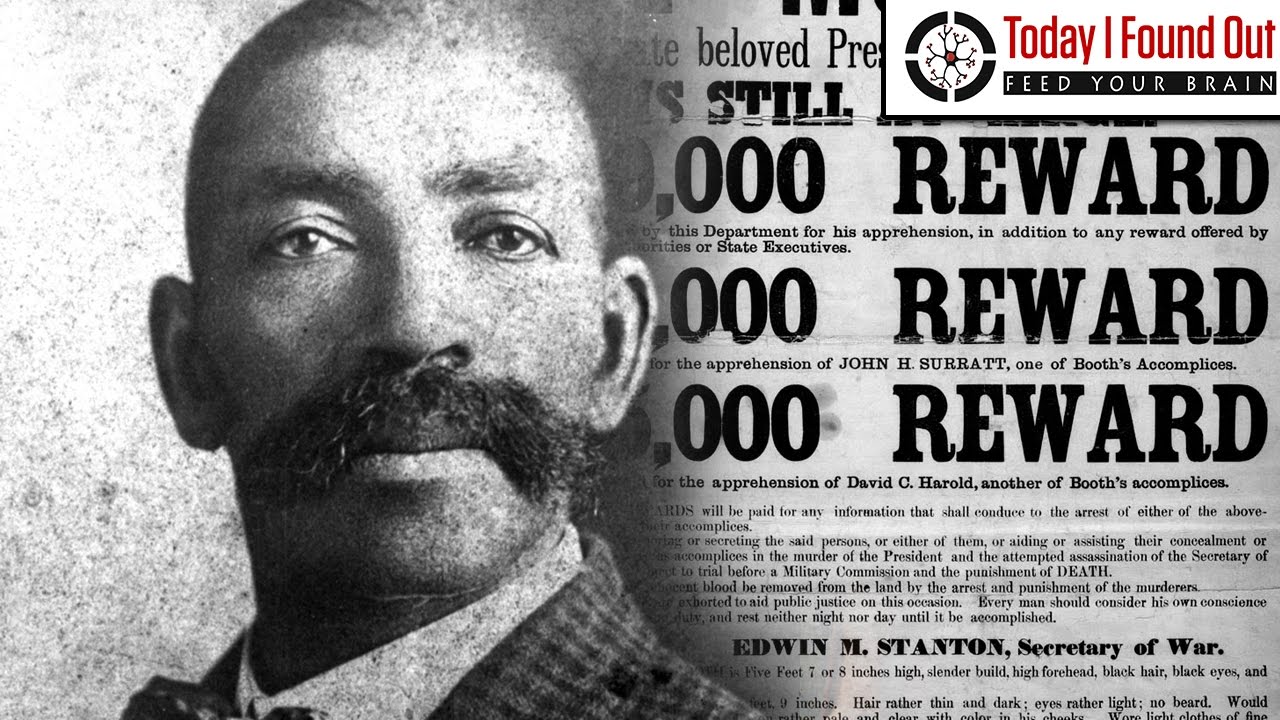 Today I Found Out
FEED YOUR BRAIN
beloved
STILL
,000 REWARD
by this Department for his apprehension, in addition to any reward offered by
or State Executives.
,000 REWARD
for the apprehension of JOHN H. SURRATT, one of Booth's Accomplices.
,000 REWARD
for the apprehension of David C. Harold, another of Booth's accomplices.
will be paid for any information that shall conduct to the arrest of either of the above-
accomplices.
or secreting the said persons, or either of them, or aiding or assisting their concealment or
as accomplices in the murder of the President and the attempted assassination of the Secretary of
to trial before a Military Commission and the punishment of DEATH.
blood be removed from the land by the arrest and punishment of the murderers.
exhorted to aid public justice on this occasion. Every man should consider his own conscience
duty, and rest neither night nor day until it be accomplished.
EDWIN M. STANTON, Secretary of War.
is Five Feet 7 or 8 inches high, slender build, high forehead, black hair, black eyes, and
feet, 9 inches. Hair rather thin and dark; eyes rather light; no beard. Would
rather pale and clear with color in his cheeks. Wore light clothes of fine